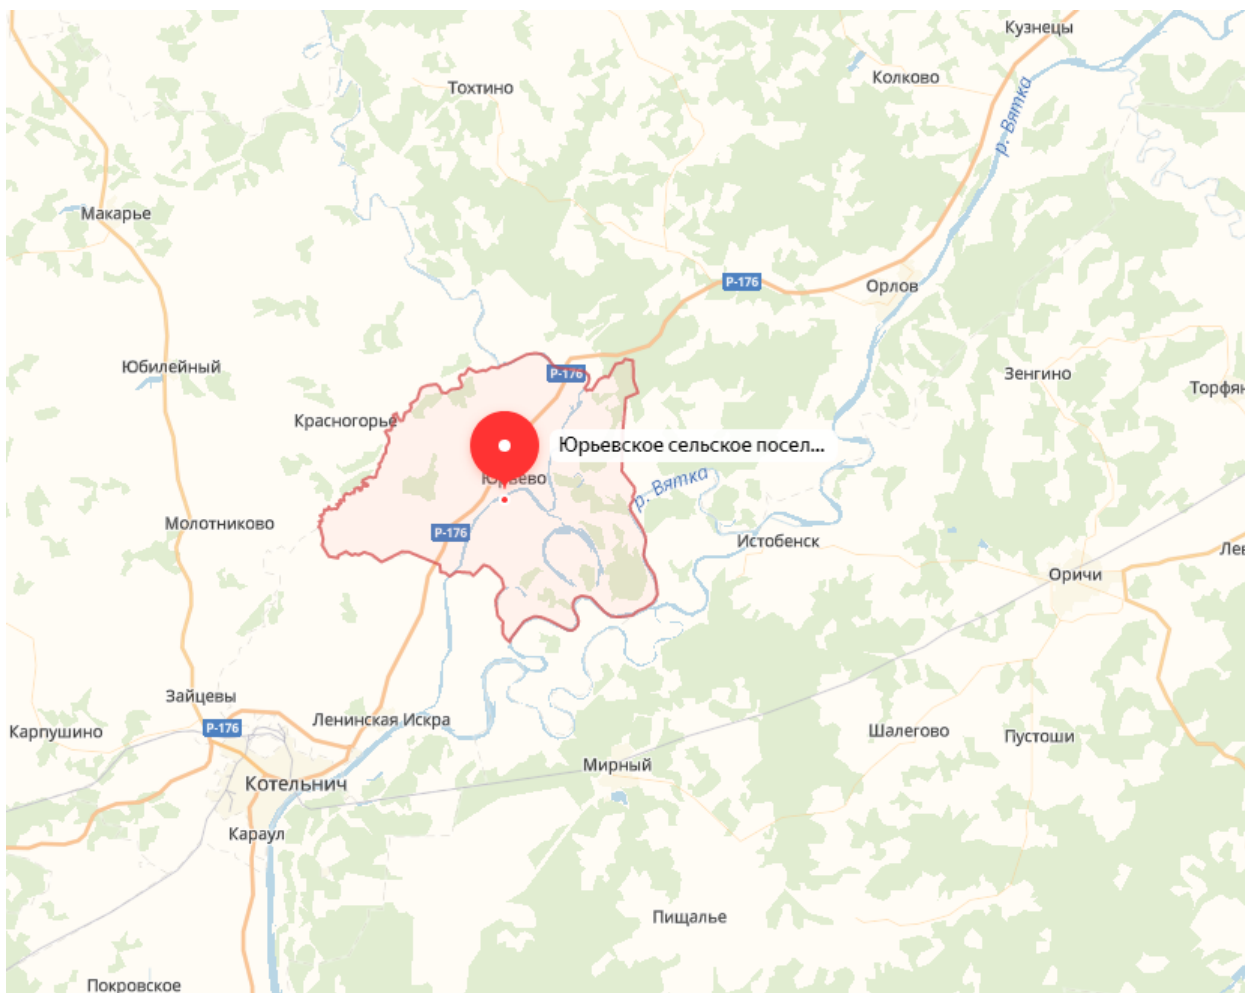 Кузнецы
Колково
Тохтино
р. Вятка
Макарье
Р-176
Орлов
Юбилейный
Р-176
Зенгино
Торфян
Красногорье
Юрьевское сельское посел...
р. Вятка
Молотниково
Р-176
Истобенск
Лев
Оричи
Зайцевы
Ленинская Искра
Р-176
Карпушино
Шалегово
Пустоши
Мирный
Котельнич
Караул
Пищалье
Покровское